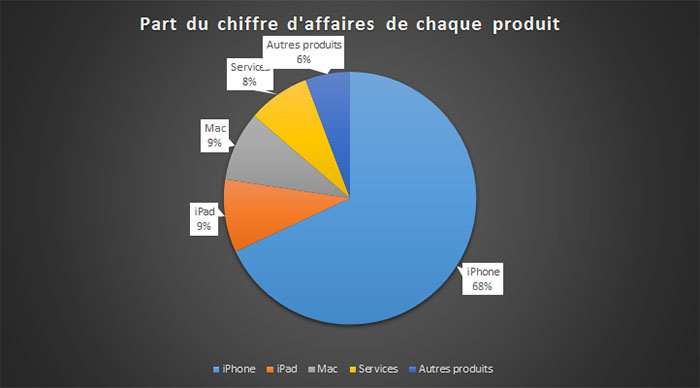 Part du chiffre d'affaires de chaque produit
Autres produits
6%
Services
8%
Mac
9%
iPad
9%
iPhone
68%
iPhone iPad Mac Services Autres produits